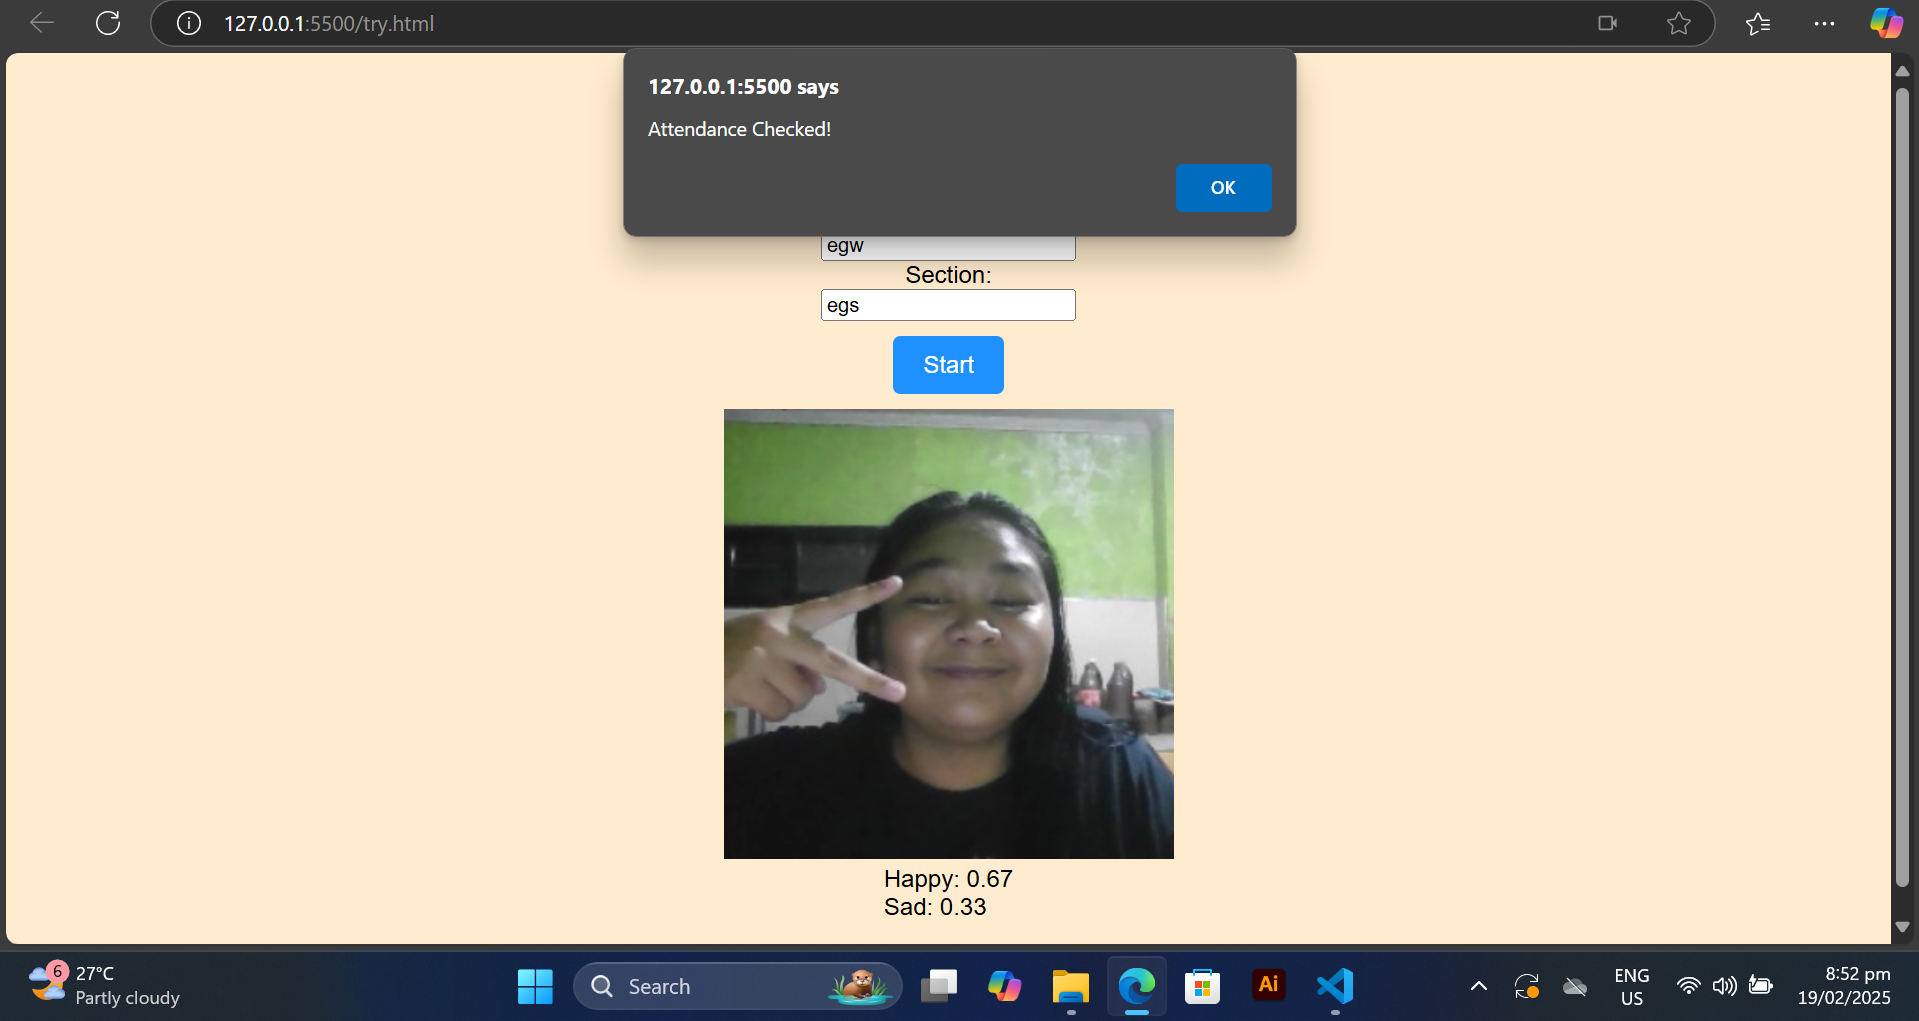 127.0.0.1:5500/try.html
127.0.0.1:5500 says
Attendance Checked!
OK
egw
Section:
egs
Start
Happy: 0.67
Sad: 0.33
6
27°C
Partly cloudy
Search
Ai
ENG
US
8:52 pm
19/02/2025